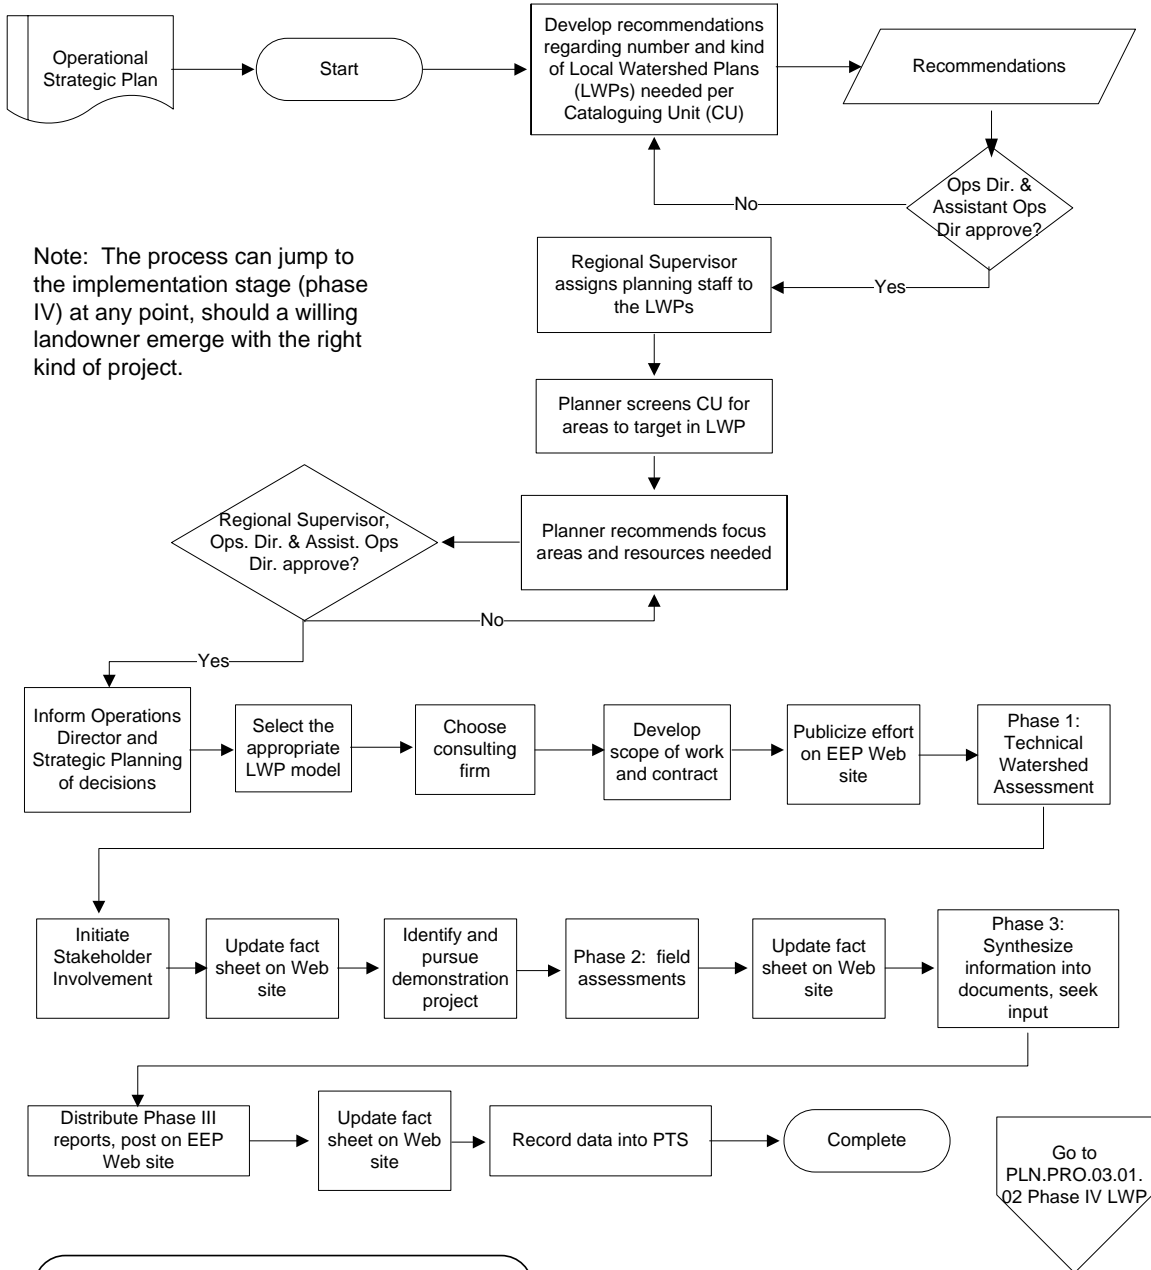 Operational
Strategic Plan
Start
Develop recommendations
regarding number and kind
of Local Watershed Plans
(LWPs) needed per
Cataloguing Unit (CU)
Recommendations
Ops Dir. &
Assistant Ops
Dir approve?
No
Yes
Regional Supervisor
assigns planning staff to
the LWPs
Note:  The process can jump to
the implementation stage (phase
IV) at any point, should a willing
landowner emerge with the right
kind of project.
Planner screens CU for
areas to target in LWP
Planner recommends focus
areas and resources needed
Regional Supervisor,
Ops. Dir. & Assist. Ops
Dir. approve?
No
Yes
Inform Operations
Director and
Strategic Planning
of decisions
Select the
appropriate
LWP model
Choose
consulting
firm
Develop
scope of work
and contract
Publicize effort
on EEP Web
site
Phase 1:
Technical
Watershed
Assessment
Initiate
Stakeholder
Involvement
Update fact
sheet on Web
site
Identify and
pursue
demonstration
project
Phase 2:  field
assessments
Update fact
sheet on Web
site
Phase 3:
Synthesize
information into
documents, seek
input
Distribute Phase III
reports, post on EEP
Web site
Update fact
sheet on Web
site
Record data into PTS
Complete
Go to
PLN.PRO.03.01.
02 Phase IV LWP